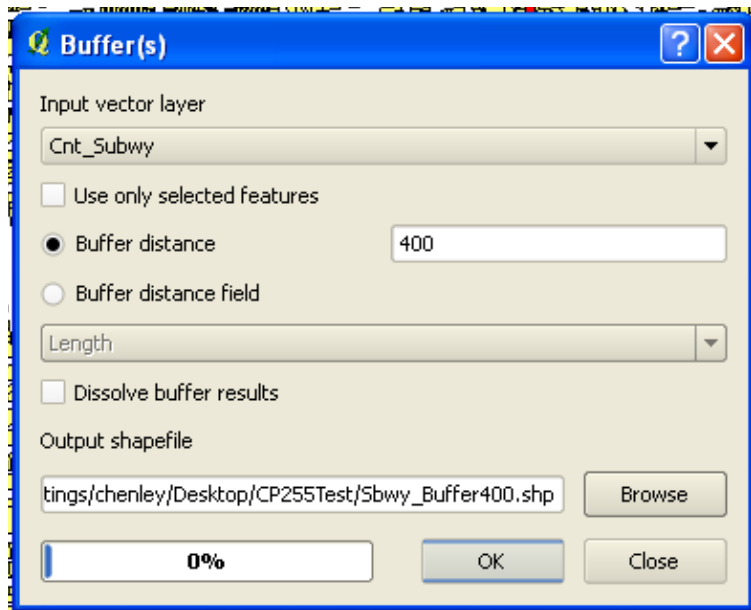 Buffer(s)
Input vector layer
Cnt_Subwy
Use only selected features
Buffer distance 400
Buffer distance field
Length
Dissolve buffer results
Output shapefile
tings/chenley/Desktop/CP255Test/Sbwy_Buffer400.shp Browse
0% OK Close